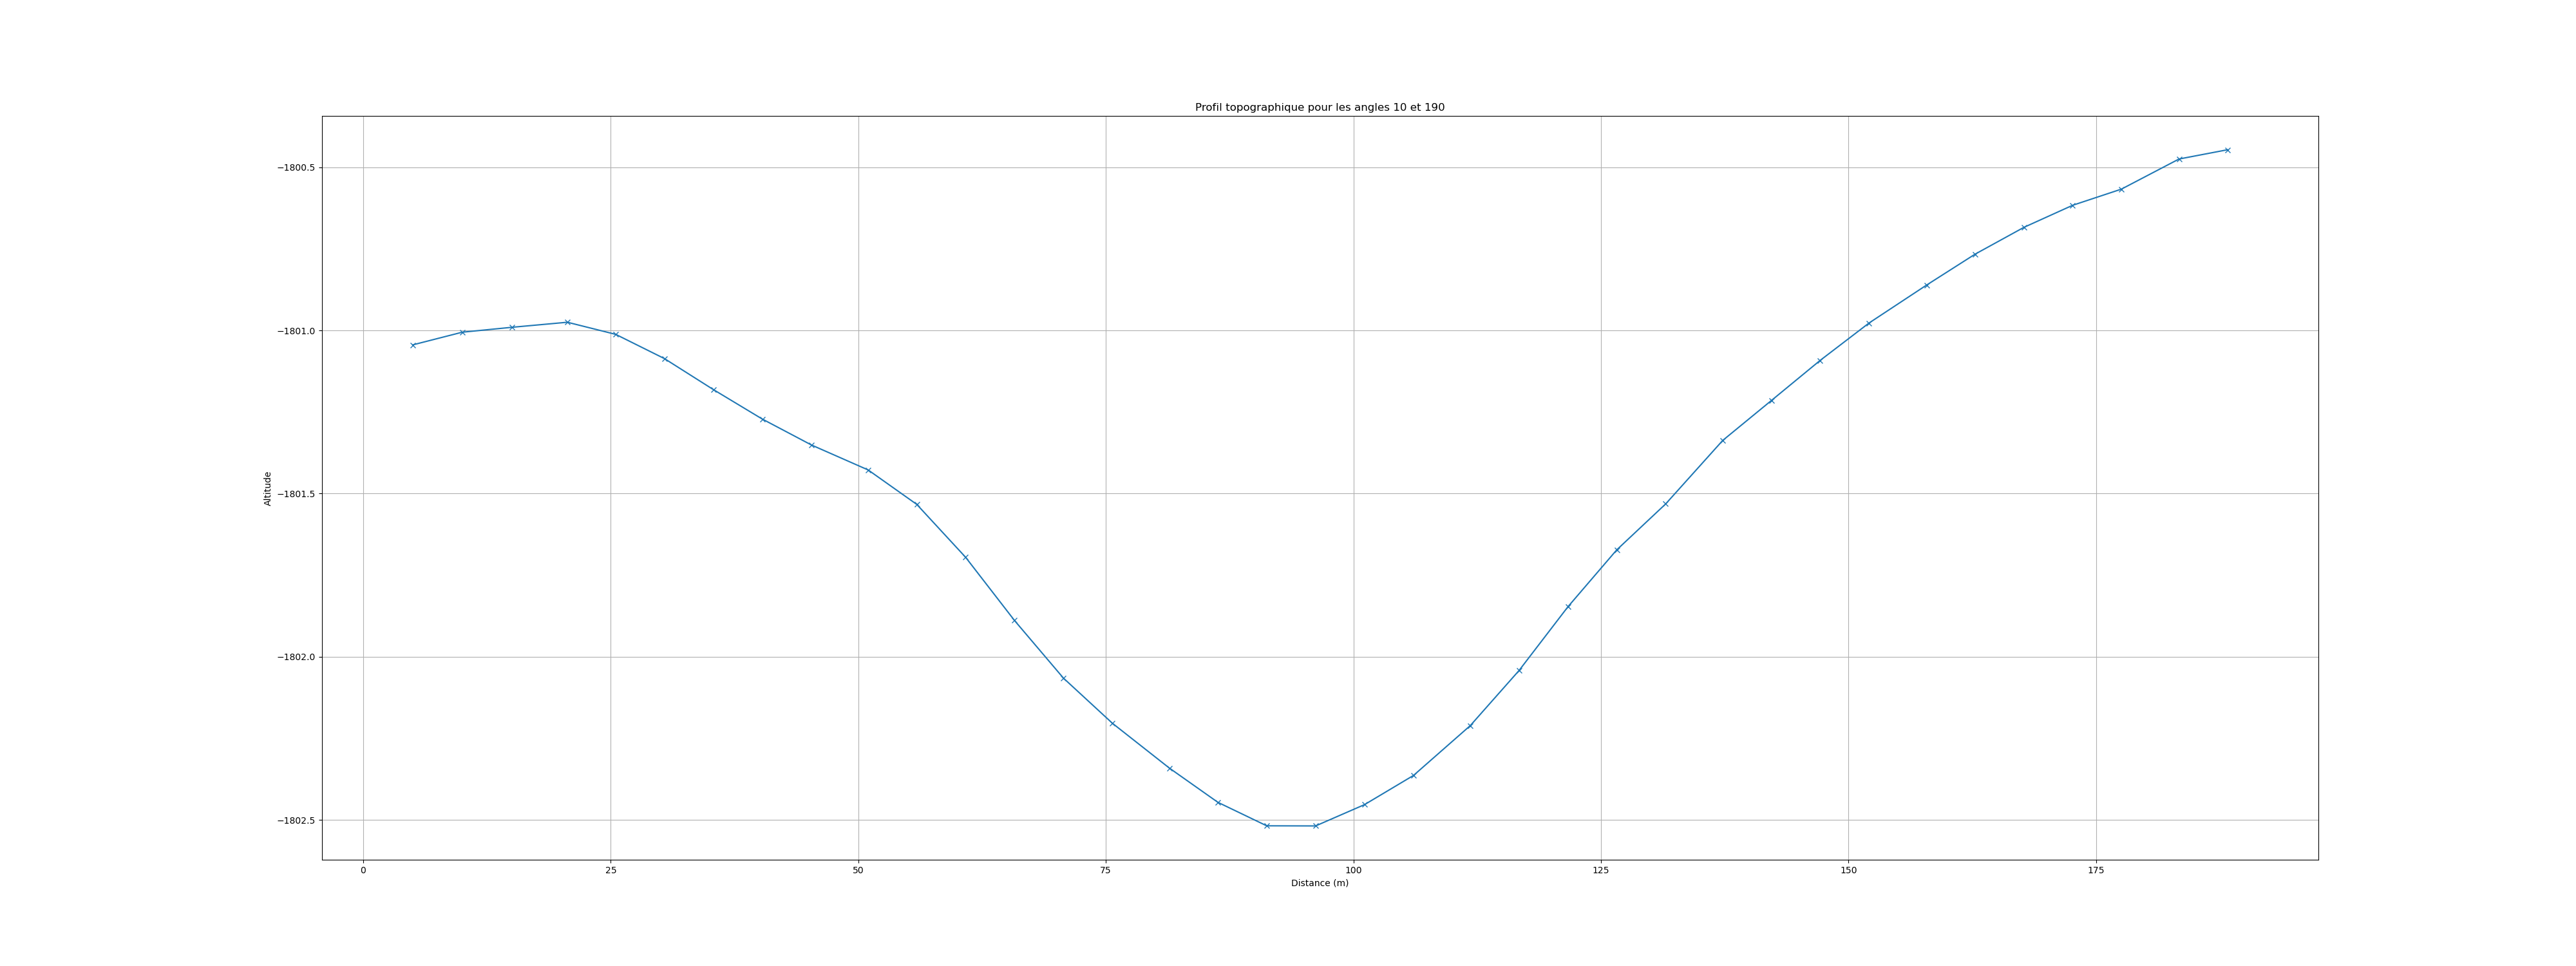 Profil topographique pour les angles 10 et 190
−1800.5
−1801.0
−1801.5
−1802.0
−1802.5
Altitude
0 25 50 75 100 125 150 175
Distance (m)